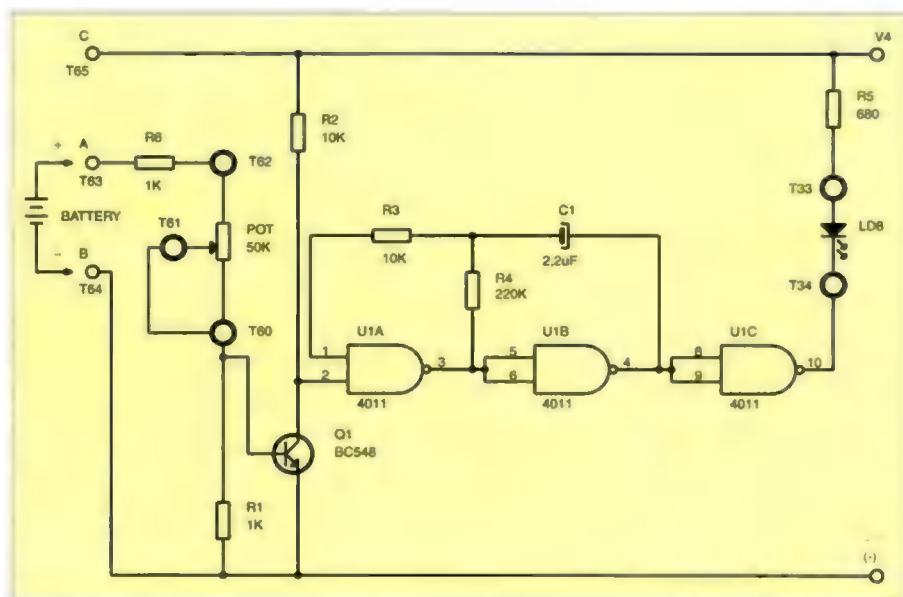 C
V4
T65
R5
680
R2
10K
+ A
R6
T62
T63
1K
T33
R3
C1
T61
POT
50K
BATTERY
LD8
10K
2,2uF
- B
R4
220K
T64
T34
T60
U1A
U1B
U1C
1
2
3
5
6
4
8
9
10
4011
4011
4011
Q1
BC548
R1
1K
(-)